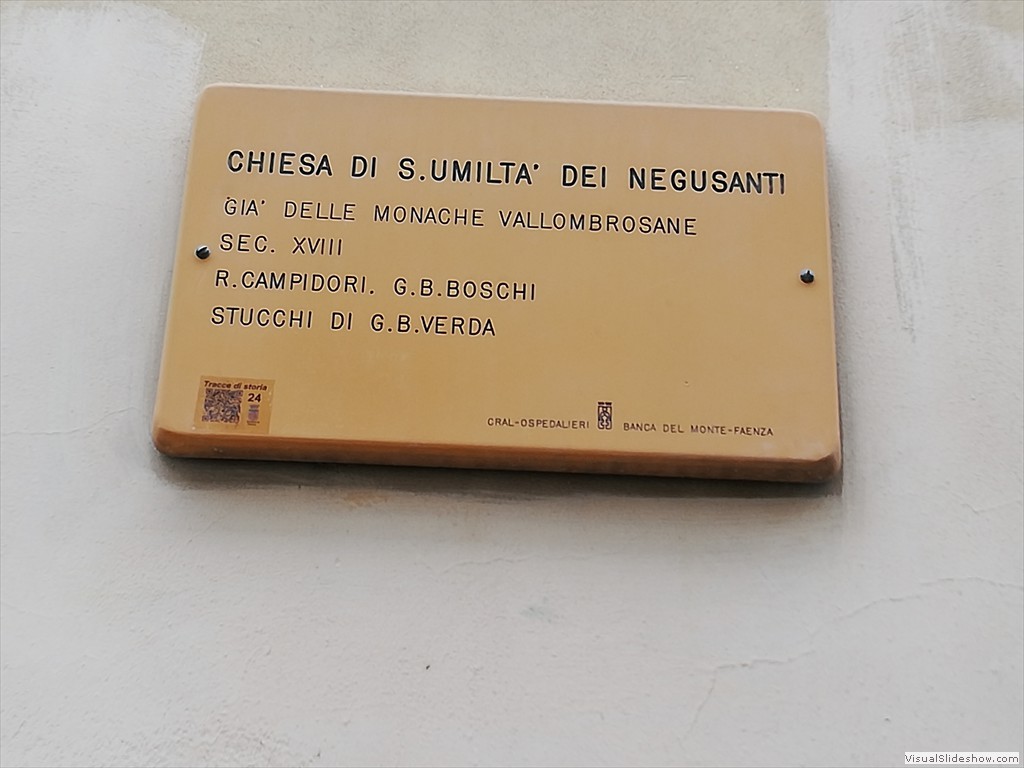 CHIESA DI S.UMILTA' DEI NEGUSANTI
GIA' DELLE MONACHE VALLOMBROSANE
SEC. XVIII
R.CAMPIDORI. G.B.BOSCHI
STUCCHI DI G.B.VERDA
Tracce di storia
24
CRAL-OSPEDALIERI BANCA DEL MONTE-FAENZA
VisualSlideshow.com